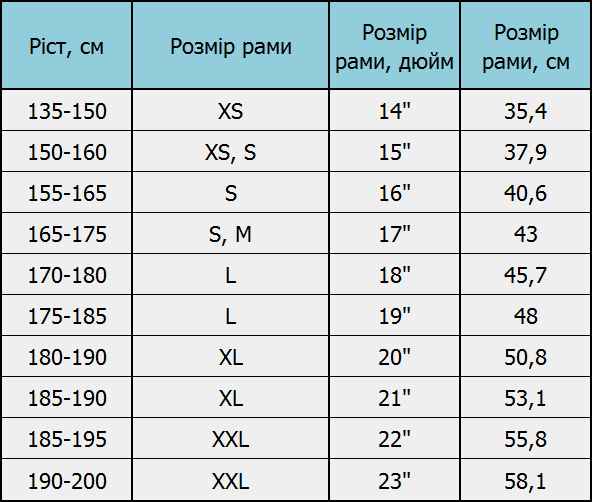 Ріст, см Розмір рами Розмір рами, дюйм Розмір рами, см
135-150 XS 14" 35,4
150-160 XS, S 15" 37,9
155-165 S 16" 40,6
165-175 S, M 17" 43
170-180 L 18" 45,7
175-185 L 19" 48
180-190 XL 20" 50,8
185-190 XL 21" 53,1
185-195 XXL 22" 55,8
190-200 XXL 23" 58,1